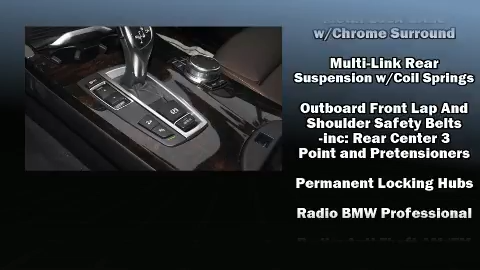 w/Chrome Surround
Multi-Link Rear
Suspension w/Coil Springs
Outboard Front Lap And
Shoulder Safety Belts
-inc: Rear Center 3
Point and Pretensioners
Permanent Locking Hubs
Radio BMW Professional